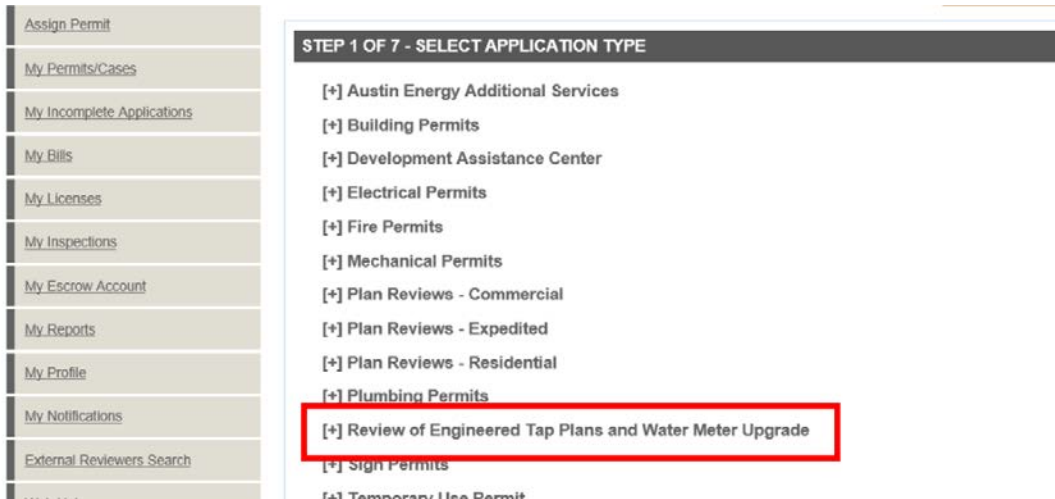 Assign Permit
My Permits/Cases
My Incomplete Applications
My Bills
My Licenses
My Inspections
My Escrow Account
My Reports
My Profile
My Notifications
External Reviewers Search
STEP 1 OF 7 - SELECT APPLICATION TYPE
[+] Austin Energy Additional Services
[+] Building Permits
[+] Development Assistance Center
[+] Electrical Permits
[+] Fire Permits
[+] Mechanical Permits
[+] Plan Reviews - Commercial
[+] Plan Reviews - Expedited
[+] Plan Reviews - Residential
[+] Plumbing Permits
[+] Review of Engineered Tap Plans and Water Meter Upgrade
[+] Sign Permits
[+] Temporary Use Permit